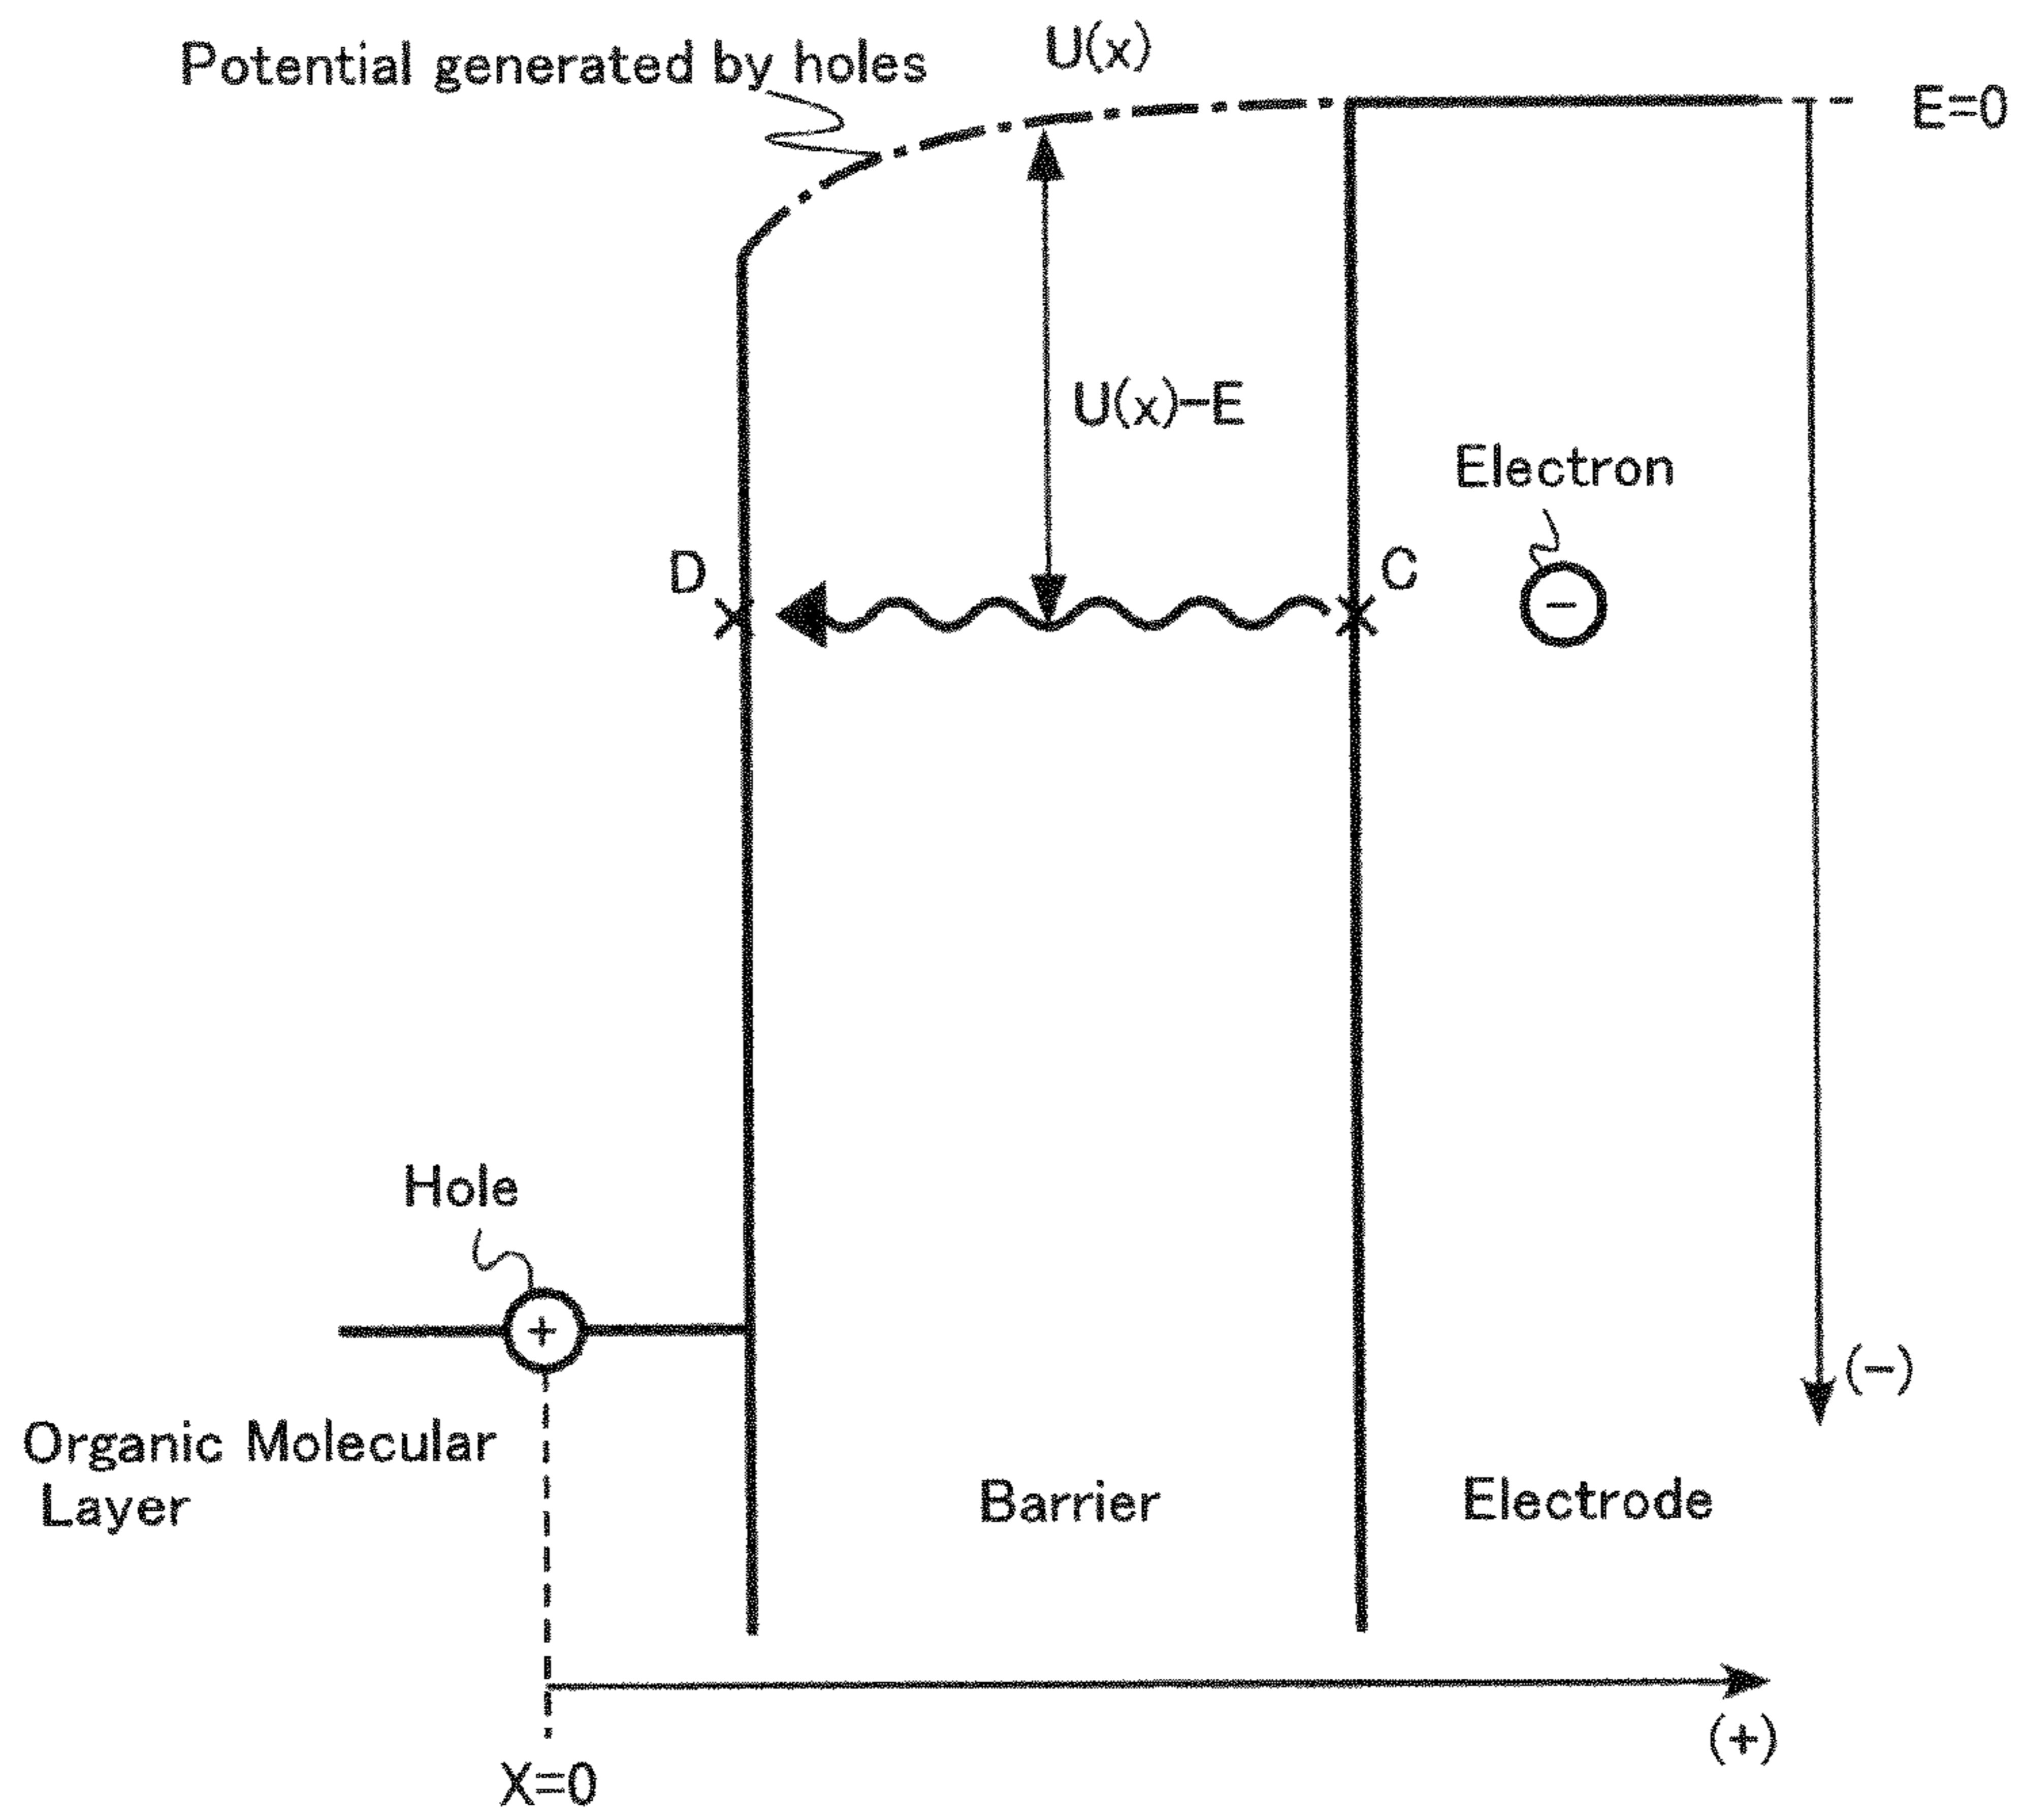 Potential generated by holes
U(x)
E=0
U(x)-E
Electron
D
C
−
Hole
+
(−)
Organic Molecular
Layer
Barrier
Electrode
(+)
X=0